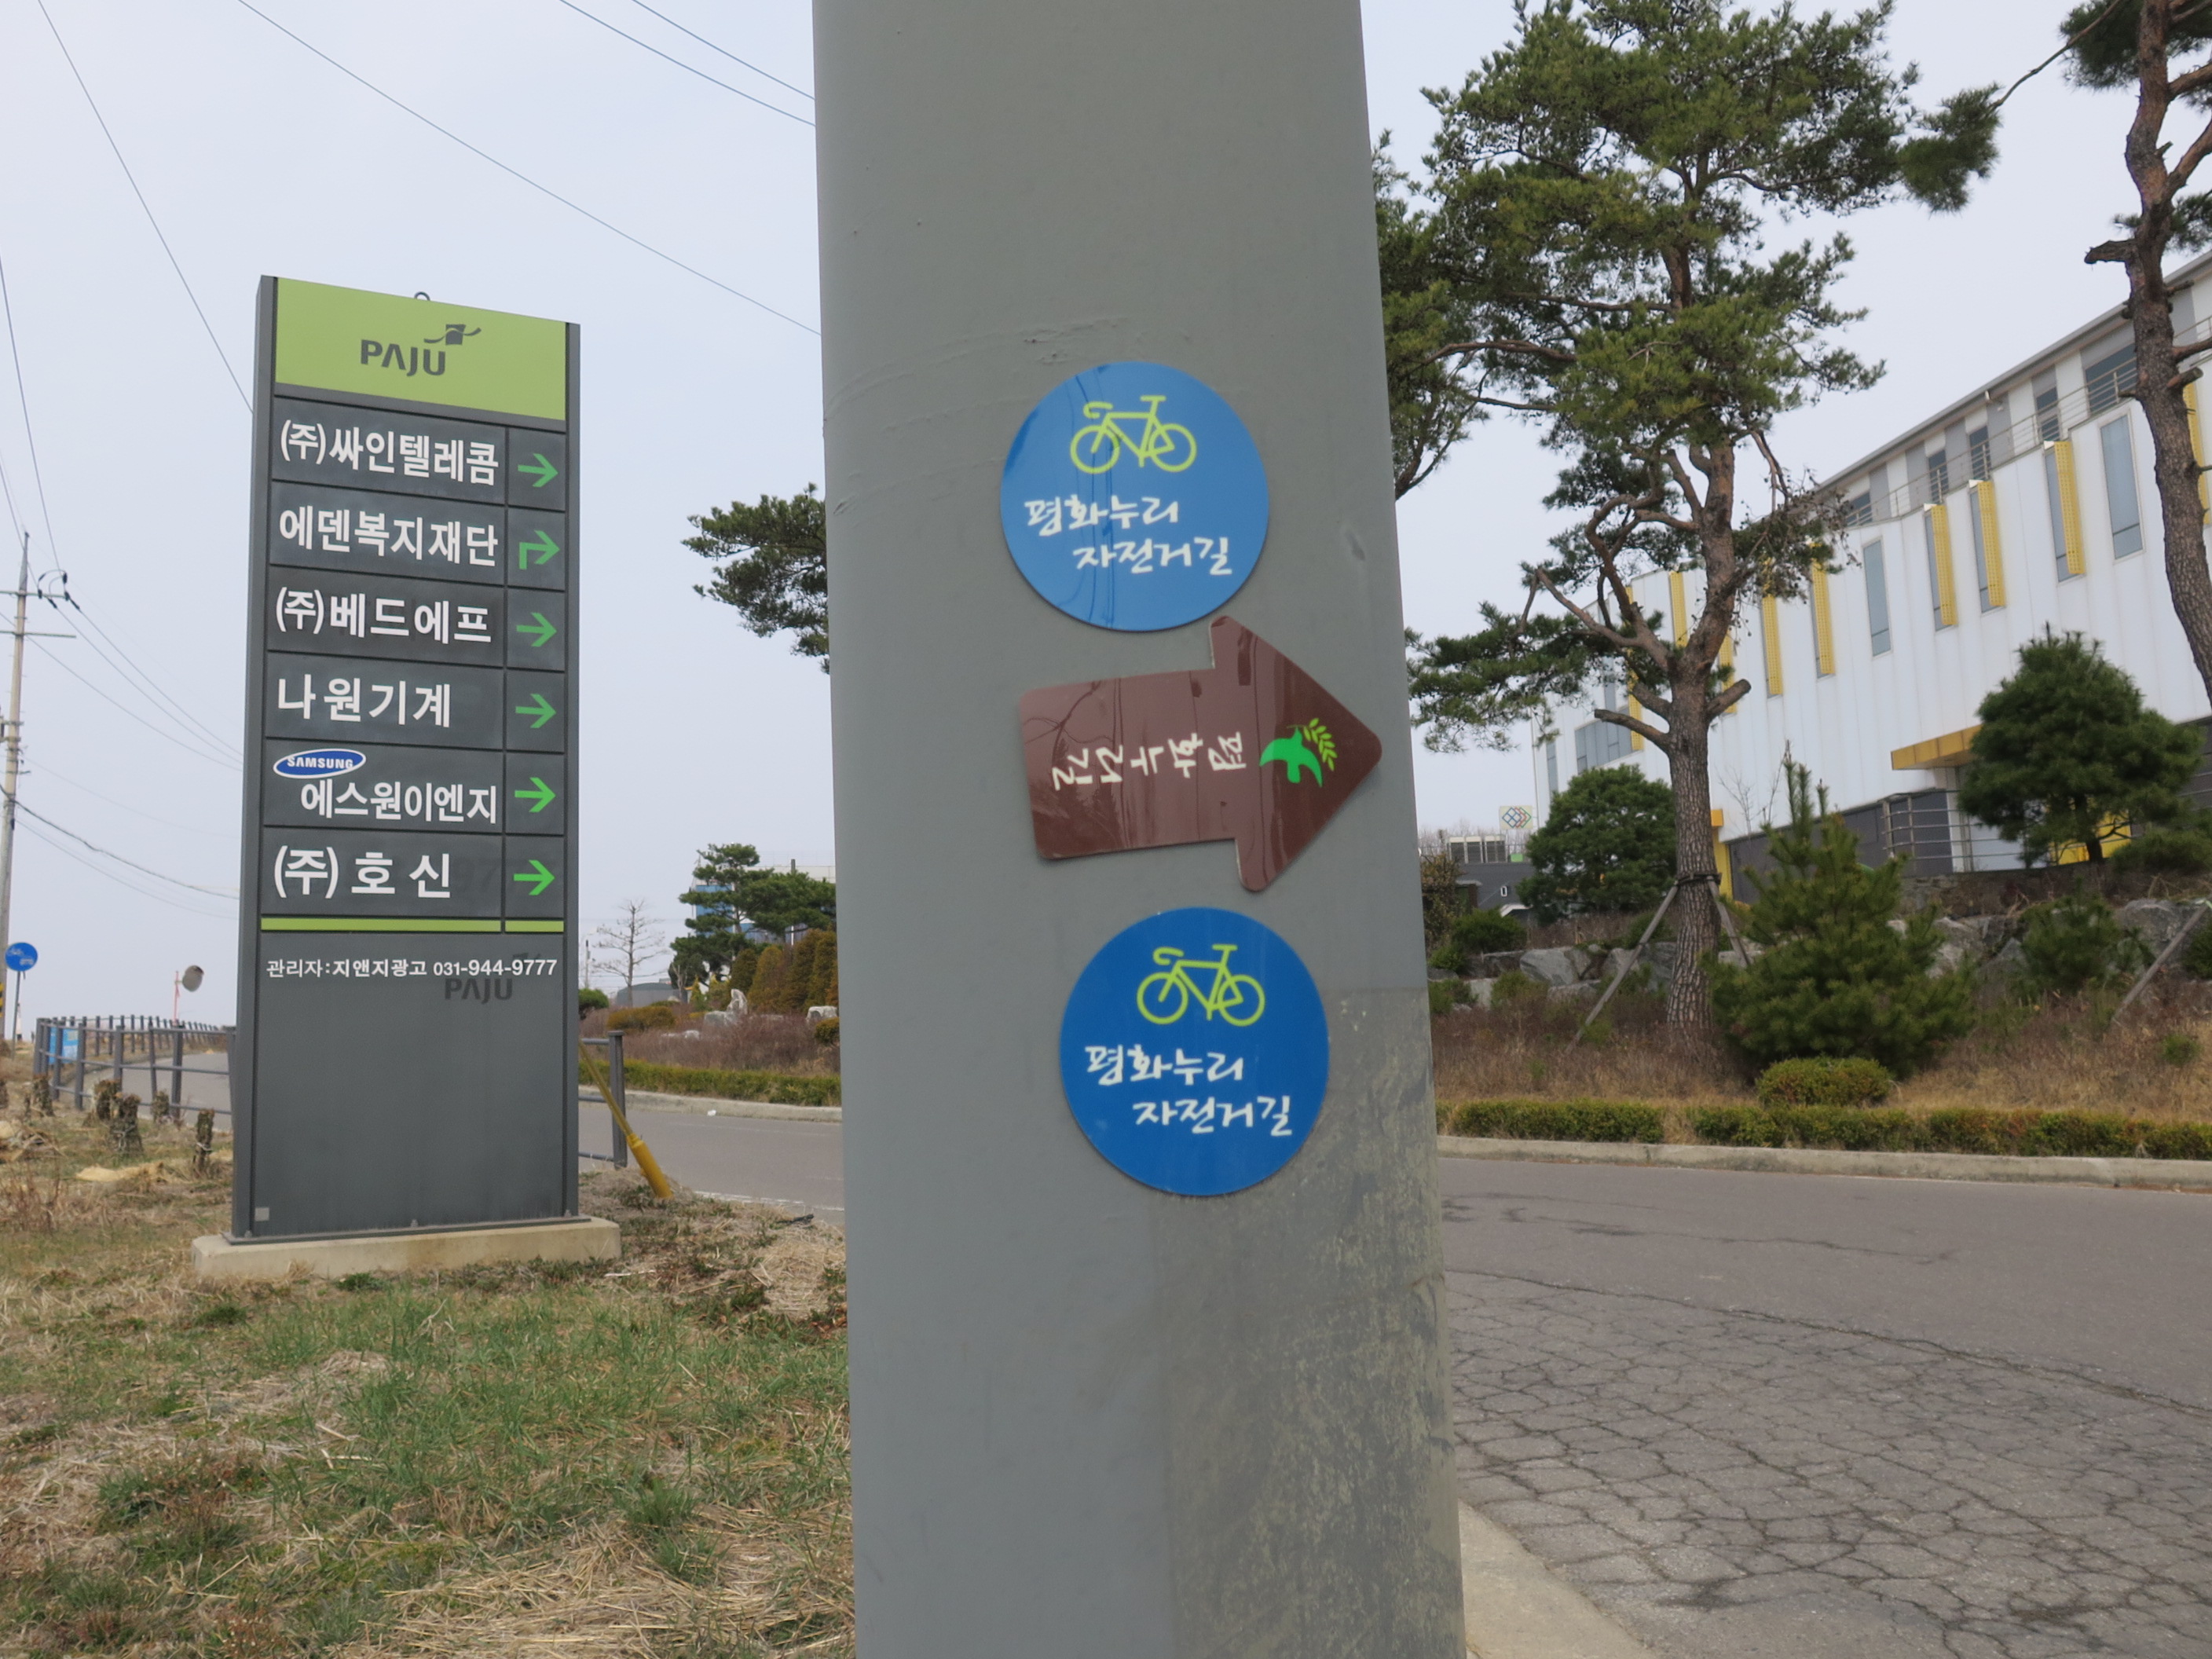 PAJU
(주)싸인텔레콤
에덴복지재단
(주)베드에프
나원기계
SAMSUNG
에스원이엔지
(주)호신
관리자:지앤지광고 031-944-9777
PAJU
평화누리
자전거길
평화누리길
평화누리
자전거길